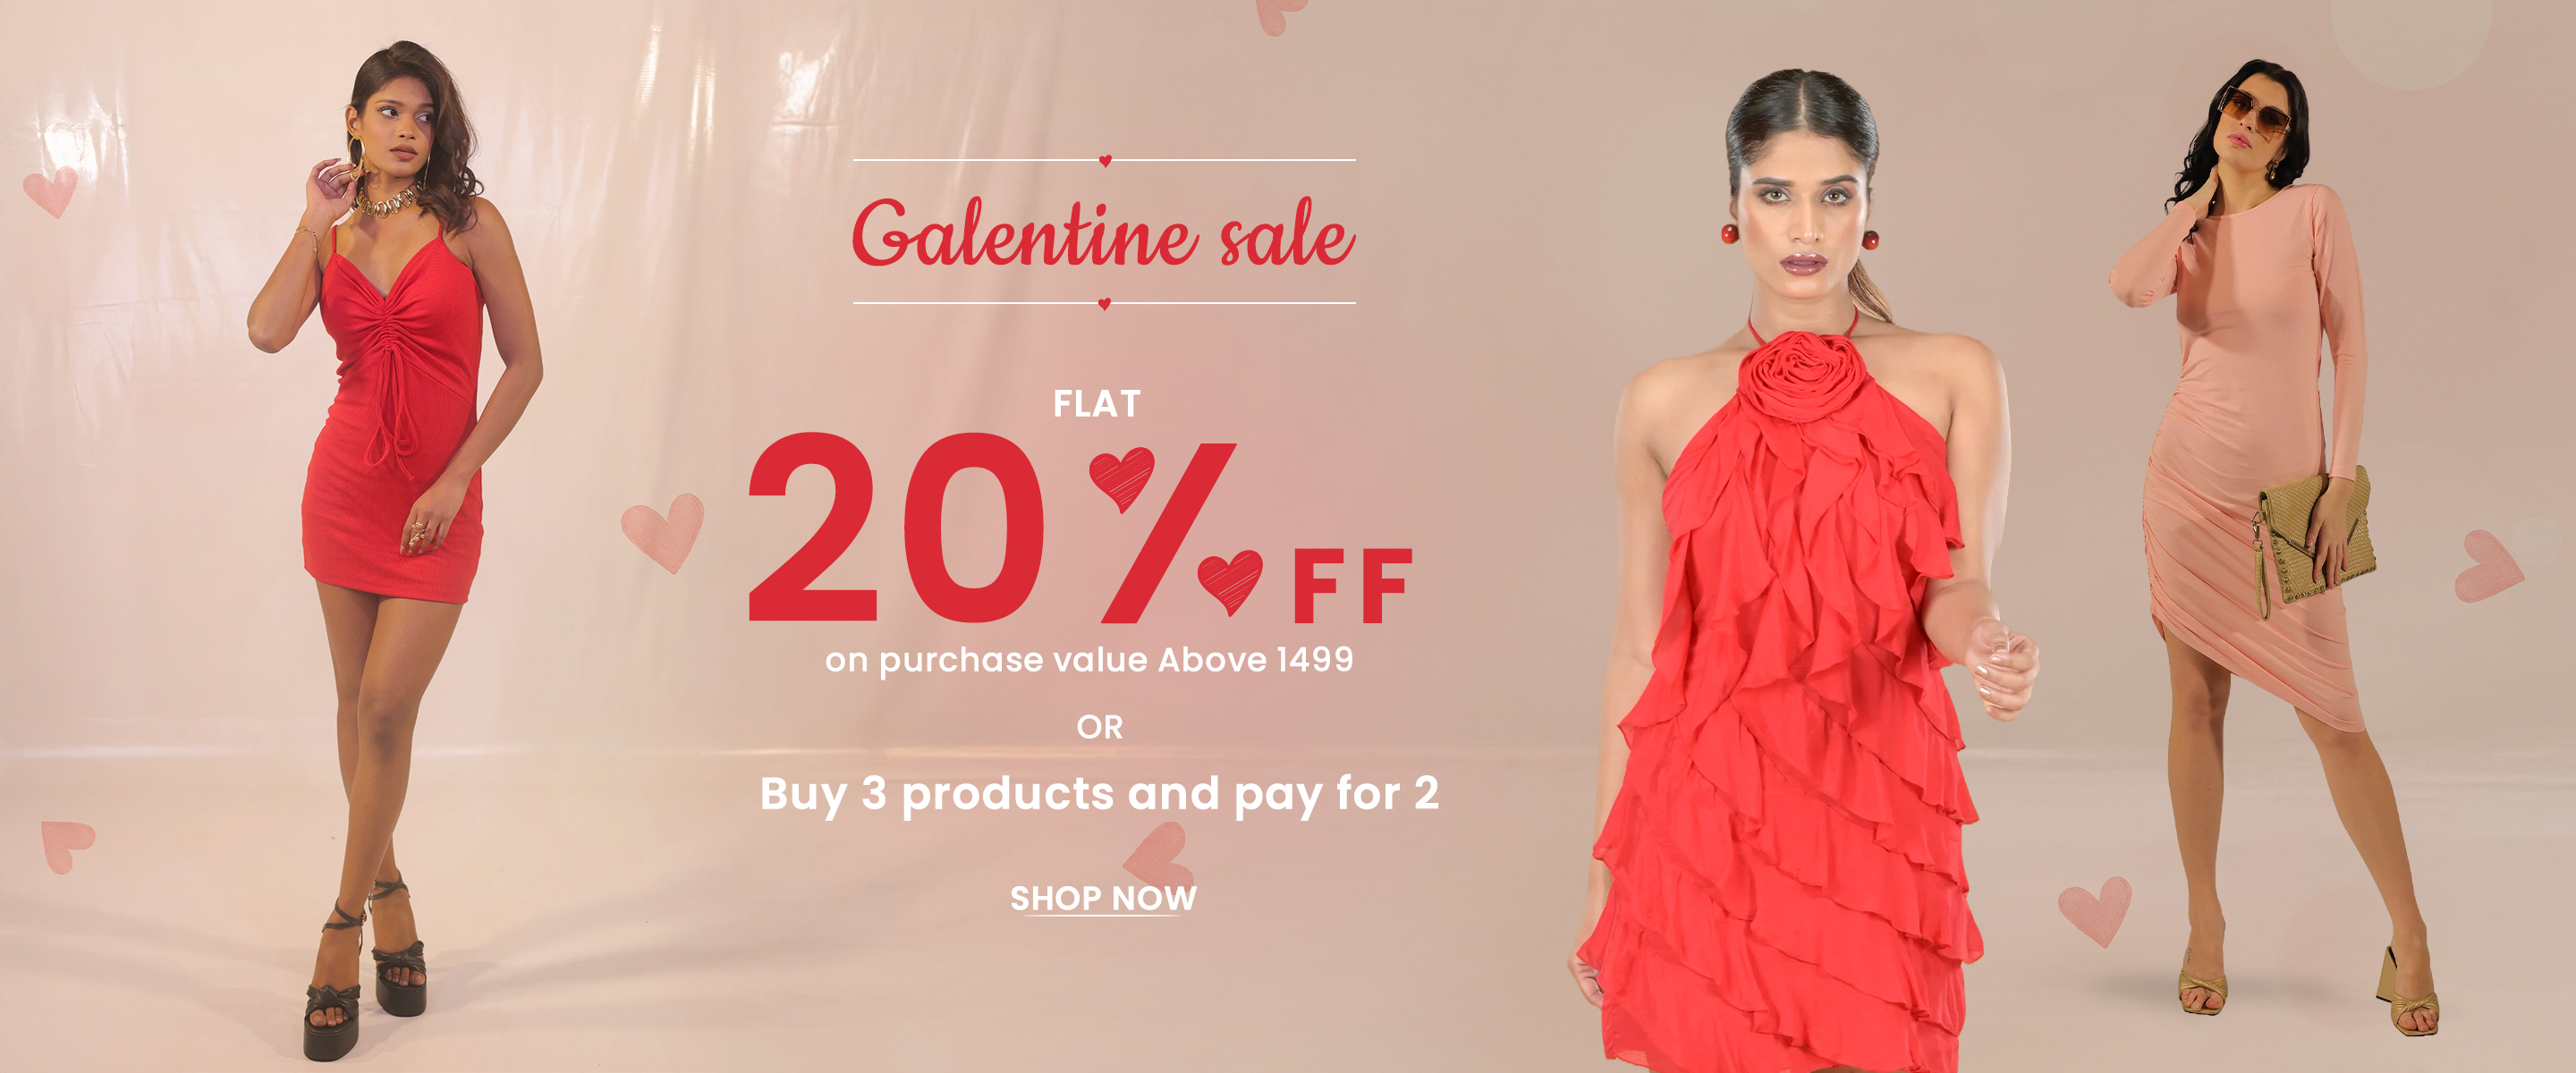 Galentine sale
FLAT
20% FF
on purchase value Above 1499
OR
Buy 3 products and pay for 2
SHOP NOW